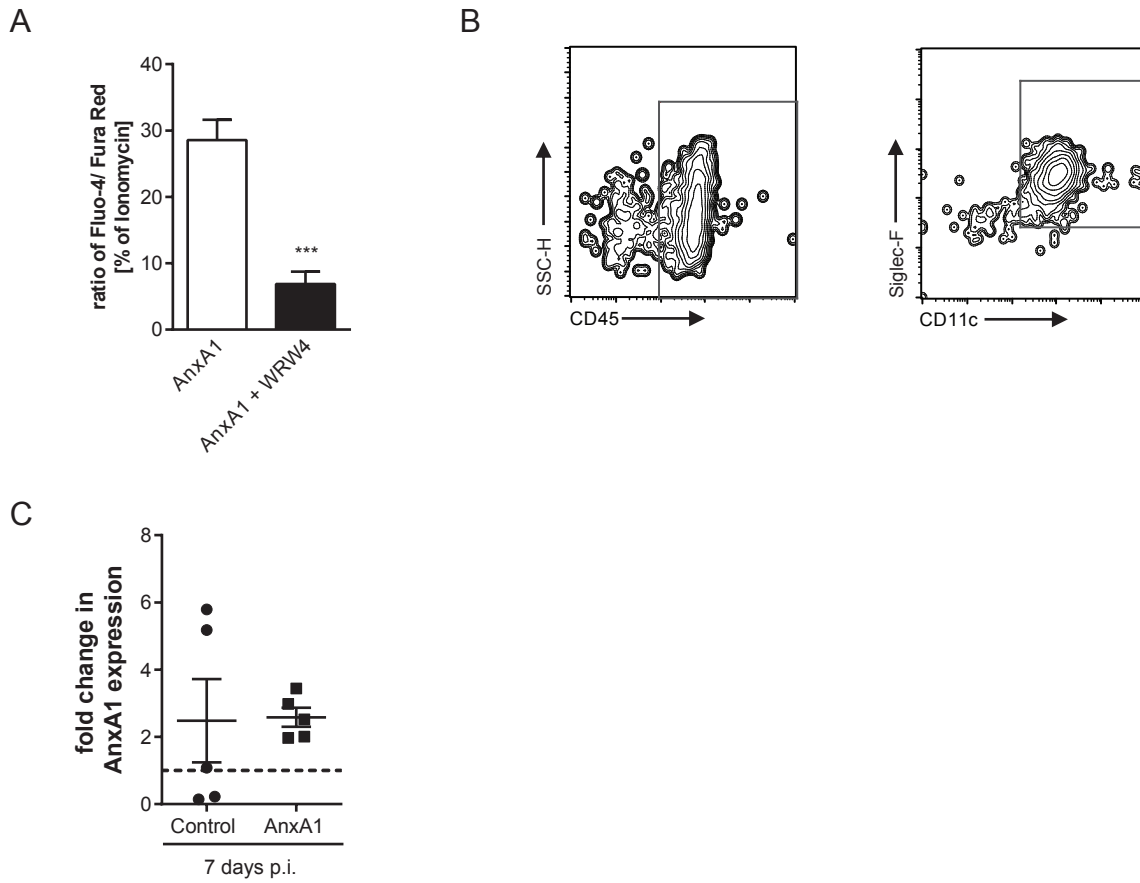 A
B
ratio of Fluo-4/ Fura Red
[% of Ionomycin]
40
30
20
10
0
***
AnxA1
AnxA1 + WRW4
SSC-H
CD45
Siglec-F
CD11c
C
fold change in
AnxA1 expression
8
6
4
2
0
Control
AnxA1
7 days p.i.